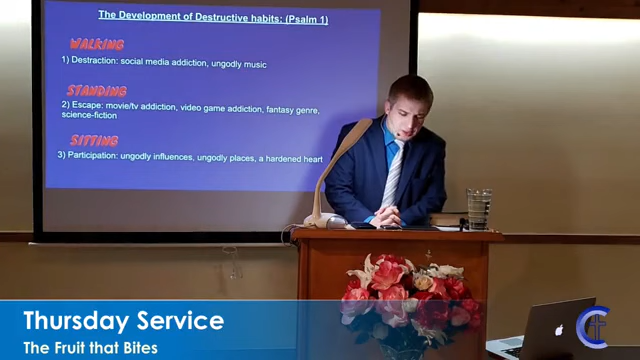 The Development of Destructive habits: (Psalm 1)
WALKING
1) Destraction: social media addiction, ungodly music
STANDING
2) Escape: movie/tv addiction, video game addiction, fantasy genre,
science-fiction
SITTING
3) Participation: ungodly influences, ungodly places, a hardened heart
Thursday Service
The Fruit that Bites